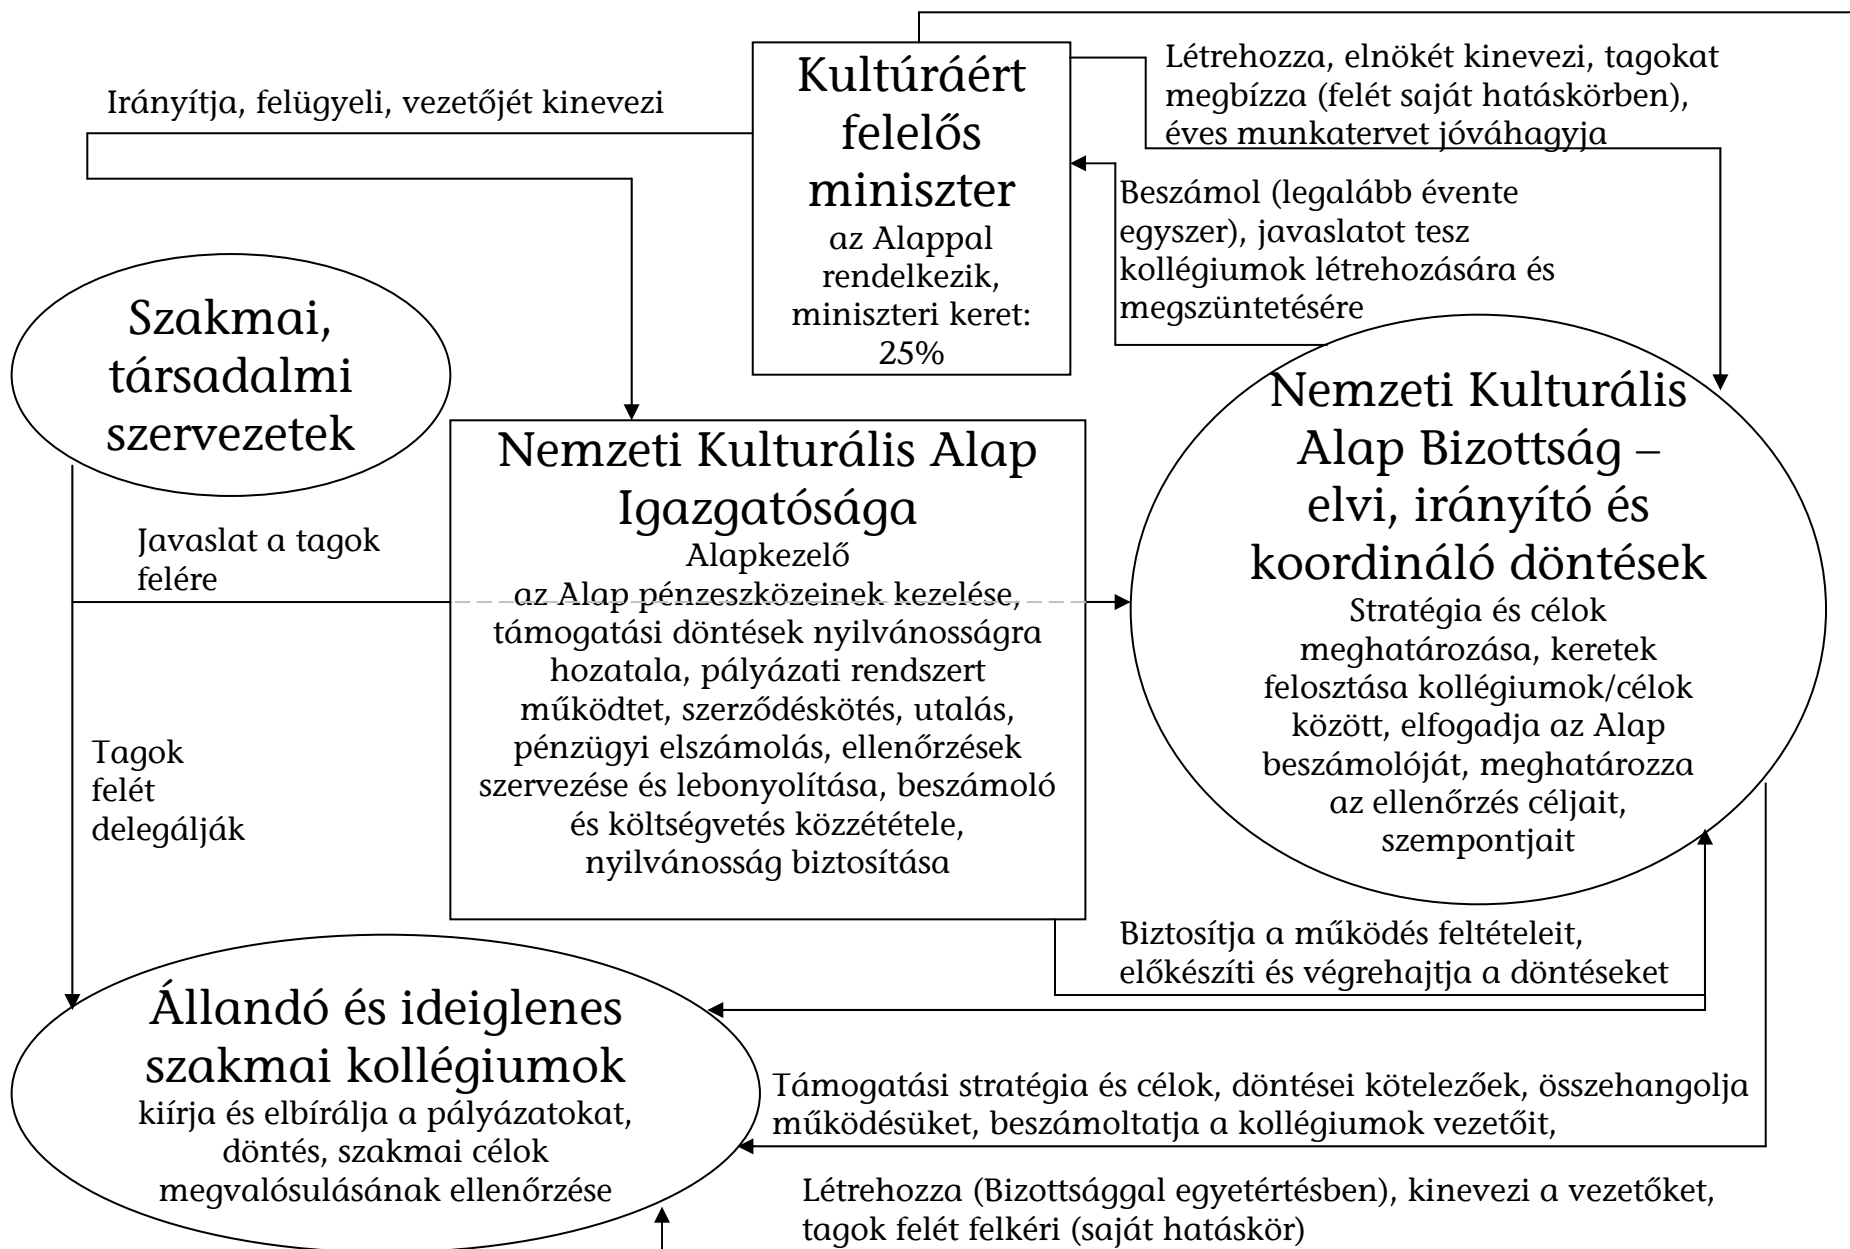 Kultúráért
felelős
miniszter
az Alappal
rendelkezik,
miniszteri keret:
25%
Irányítja, felügyeli, vezetőjét kinevezi
Létrehozza, elnökét kinevezi, tagokat
megbízza (felét saját hatáskörben),
éves munkatervet jóváhagyja
Beszámol (legalább évente
egyszer), javaslatot tesz
kollégiumok létrehozására és
megszüntetésére
Szakmai,
társadalmi
szervezetek
Nemzeti Kulturális Alap
Igazgatósága
Alapkezelő
az Alap pénzeszközeinek kezelése,
támogatási döntések nyilvánosságra
hozatala, pályázati rendszert
működtet, szerződéskötés, utalás,
pénzügyi elszámolás, ellenőrzések
szervezése és lebonyolítása, beszámoló
és költségvetés közzététele,
nyilvánosság biztosítása
Nemzeti Kulturális
Alap Bizottság –
elvi, irányító és
koordináló döntések
Stratégia és célok
meghatározása, keretek
felosztása kollégiumok/célok
között, elfogadja az Alap
beszámolóját, meghatározza
az ellenőrzés céljait,
szempontjait
Javaslat a tagok
felére
Tagok
felét
delegálják
Biztosítja a működés feltételeit,
előkészíti és végrehajtja a döntéseket
Állandó és ideiglenes
szakmai kollégiumok
kiírja és elbírálja a pályázatokat,
döntés, szakmai célok
megvalósulásának ellenőrzése
Támogatási stratégia és célok, döntései kötelezőek, összehangolja
működésüket, beszámoltatja a kollégiumok vezetőit,
Létrehozza (Bizottsággal egyetértésben), kinevezi a vezetőket,
tagok felét felkéri (saját hatáskör)